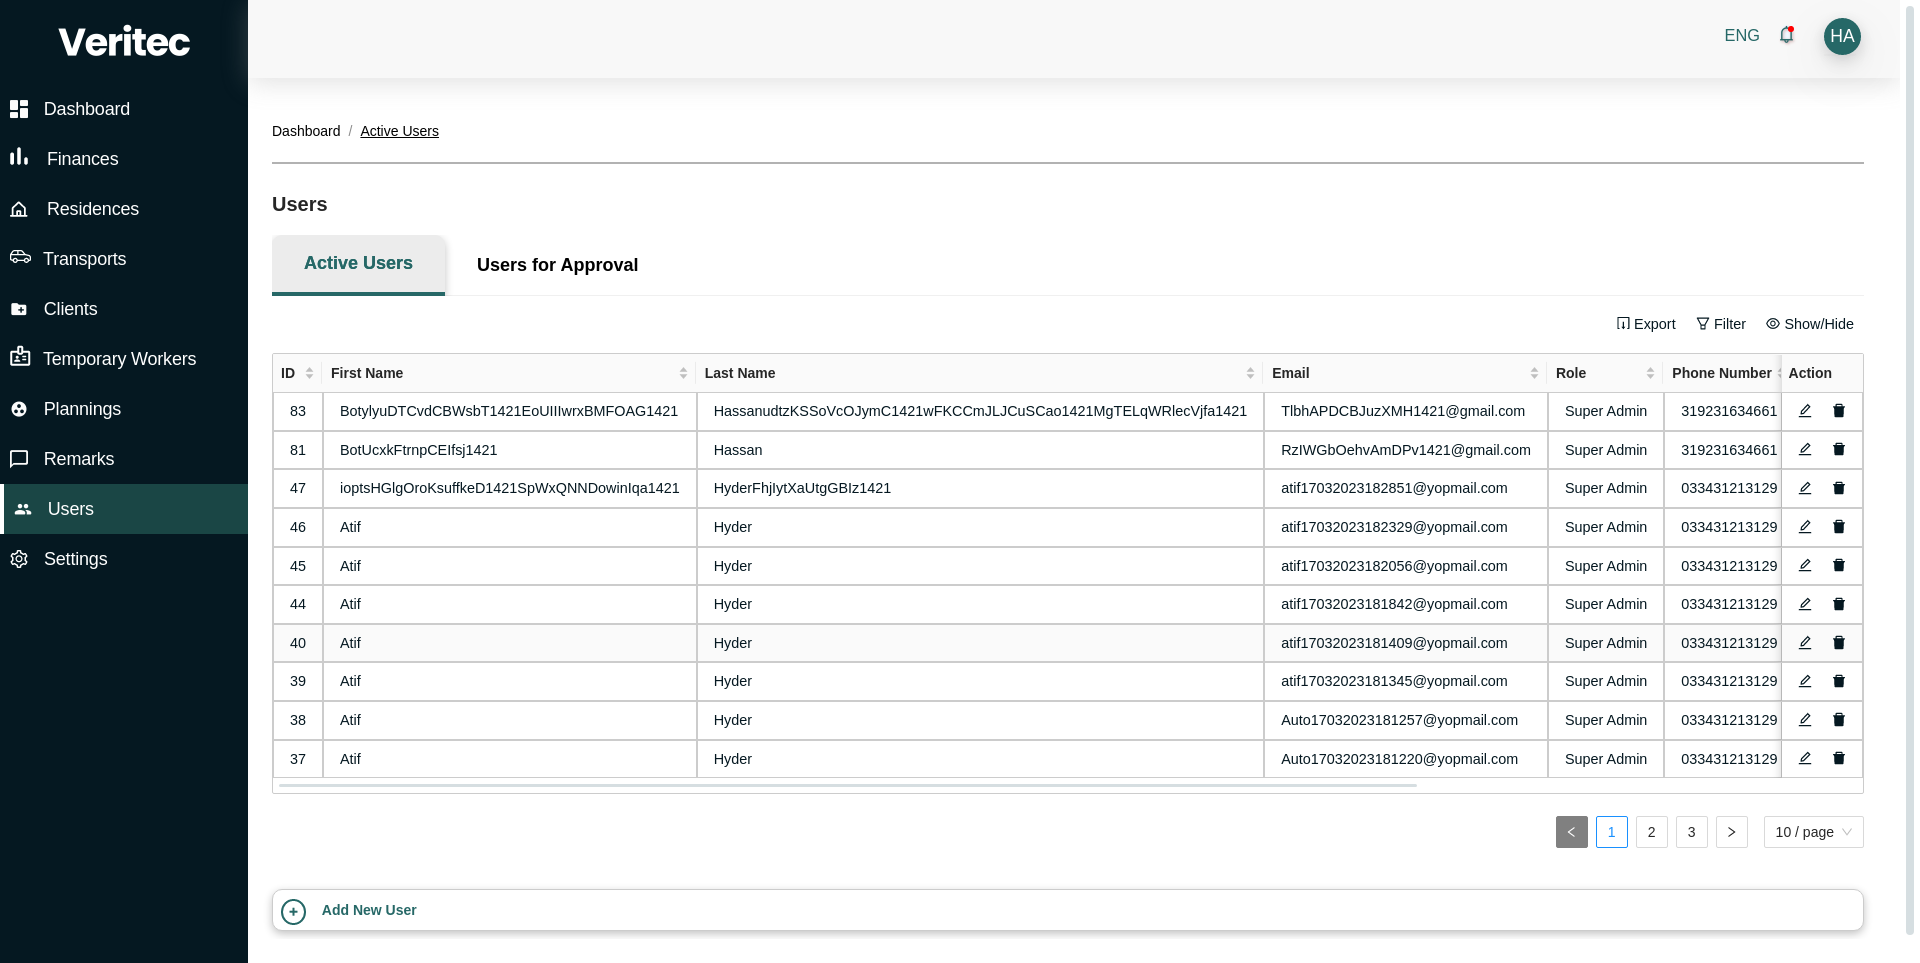 Veritec
ENG
HA
Dashboard
Finances
Residences
Transports
Clients
Temporary Workers
Plannings
Remarks
Users
Settings
Dashboard / Active Users
Users
Active Users Users for Approval
Export Filter Show/Hide
ID First Name Last Name Email Role Phone Number Action
83 BotylyuDTCvdCBWsbT1421EoUIIIwrxBMFOAG1421 HassanudtzKSSoVcOJymC1421wFKCCmJLJCuSCao1421MgTELqWRlecVjfa1421 TlbhAPDCBJuzXMH1421@gmail.com Super Admin 319231634661
81 BotUcxkFtrnpCEIfsj1421 Hassan RzIWGbOehvAmDPv1421@gmail.com Super Admin 319231634661
47 ioptsHGlgOroKsuffkeD1421SpWxQNNDowinIqa1421 HyderFhjIytXaUtgGBIz1421 atif17032023182851@yopmail.com Super Admin 033431213129
46 Atif Hyder atif17032023182329@yopmail.com Super Admin 033431213129
45 Atif Hyder atif17032023182056@yopmail.com Super Admin 033431213129
44 Atif Hyder atif17032023181842@yopmail.com Super Admin 033431213129
40 Atif Hyder atif17032023181409@yopmail.com Super Admin 033431213129
39 Atif Hyder atif17032023181345@yopmail.com Super Admin 033431213129
38 Atif Hyder Auto17032023181257@yopmail.com Super Admin 033431213129
37 Atif Hyder Auto17032023181220@yopmail.com Super Admin 033431213129
1 2 3 10 / page
Add New User